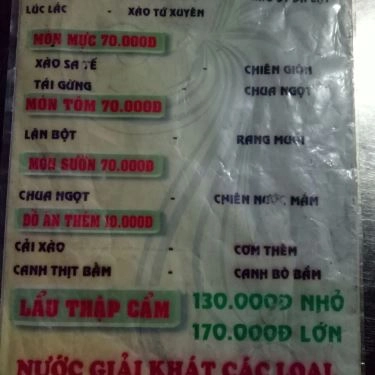 LÚC LẮC - XÀO TỨ XUYÊN
MÓN MỰC 70.000Đ
XÀO SA TẾ - CHIÊN GIÒN
TÁI GỪNG - CHUA NGỌT
MÓN TÔM 70.000Đ
LĂN BỘT - RANG MUỐI
MÓN SƯỜN 70.000Đ
CHUA NGỌT - CHIÊN NƯỚC MẮM
ĐỒ ĂN THÊM 10.000Đ
CẢI XÀO - CƠM THÊM
CANH THỊT BẰM - CANH BÒ BẰM
LẨU THẬP CẨM 130.000Đ NHỎ
170.000Đ LỚN
NƯỚC GIẢI KHÁT CÁC LOẠI